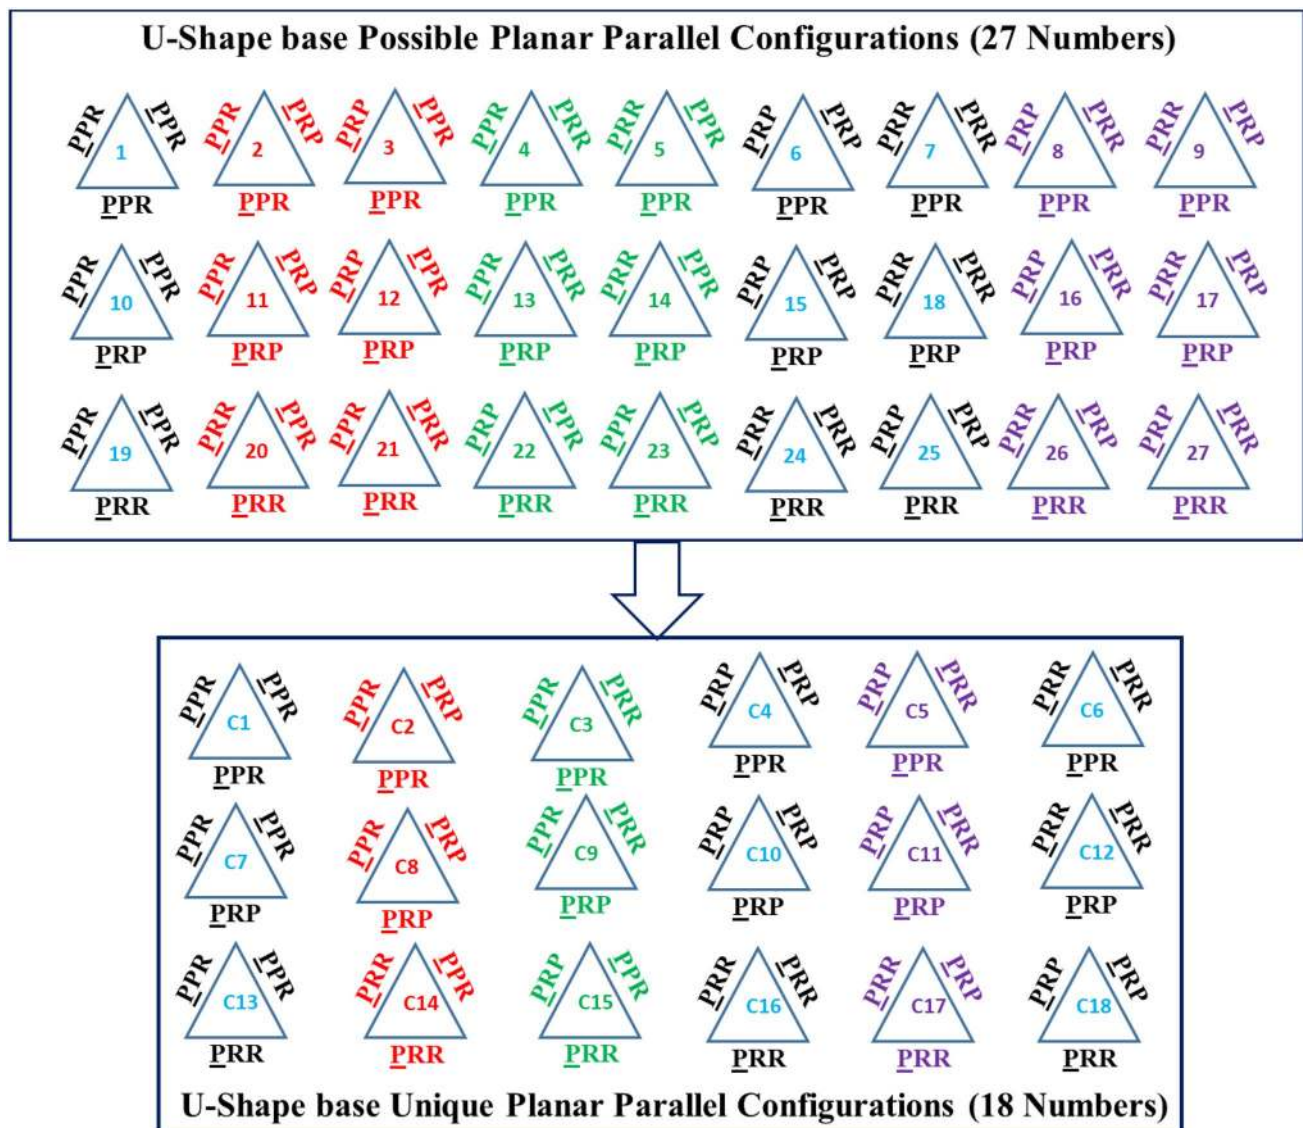 U-Shape base Possible Planar Parallel Configurations (27 Numbers)
PPR 1 PPR PPR 2 PRP PRP 3 PPR PPR 4 PRR PRR 5 PPR PRP 6 PRP PRR 7 PRR PRP 8 PRR PRR 9 PRP
PPR PPR PPR PPR PPR PPR PPR PPR PPR
PPR 10 PPR PPR 11 PRP PRP 12 PPR PPR 13 PRR PRR 14 PPR PRP 15 PRP PRR 18 PRR PRP 16 PRR PRR 17 PRP
PRP PRP PRP PRP PRP PRP PRP PRP PRP
PPR 19 PPR PRR 20 PPR PPR 21 PRR PRP 22 PPR PPR 23 PRP PRR 24 PRR PRP 25 PRP PRR 26 PRP PRP 27 PRR
PRR PRR PRR PRR PRR PRR PRR PRR PRR
PPR C1 PPR PPR C2 PRP PPR C3 PRR PRP C4 PRP PRP C5 PRR PRR C6 PRR
PPR PPR PPR PPR PPR PPR
PPR C7 PPR PPR C8 PRP PPR C9 PRR PRP C10 PRP PRP C11 PRR PRR C12 PRR
PRP PRP PRP PRP PRP PRP
PPR C13 PPR PRR C14 PPR PRP C15 PPR PRR C16 PRR PRR C17 PRP PRP C18 PRP
PRR PRR PRR PRR PRR PRR
U-Shape base Unique Planar Parallel Configurations (18 Numbers)